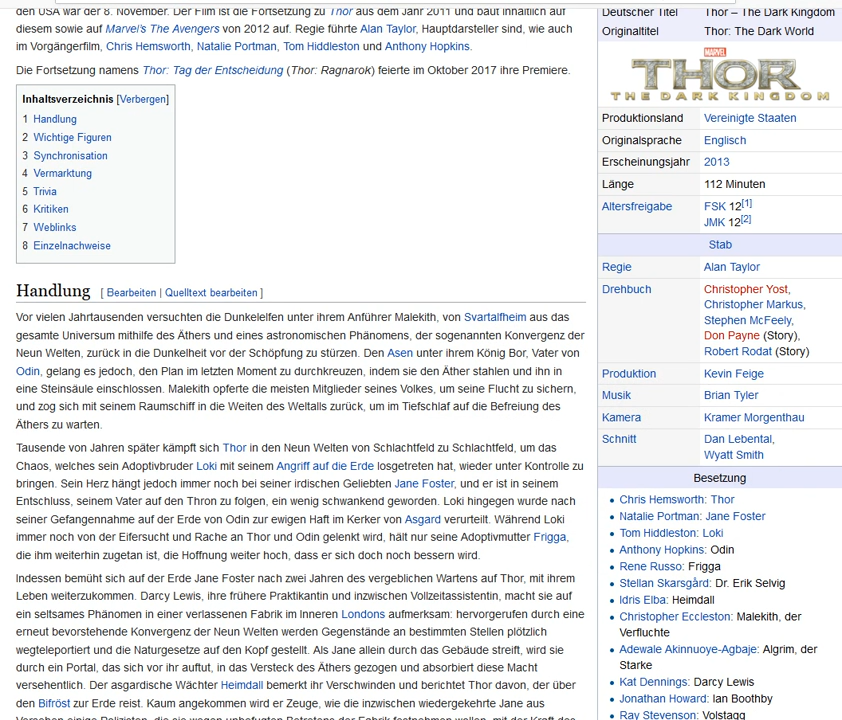 den USA war der 8. November. Der Film ist die Fortsetzung zu Thor aus dem Jahr 2011 und baut inhaltlich auf
diesem sowie auf Marvel's The Avengers von 2012 auf. Regie führte Alan Taylor, Hauptdarsteller sind, wie auch
im Vorgängerfilm, Chris Hemsworth, Natalie Portman, Tom Hiddleston und Anthony Hopkins.
Die Fortsetzung namens Thor: Tag der Entscheidung (Thor: Ragnarok) feierte im Oktober 2017 ihre Premiere.
Inhaltsverzeichnis [Verbergen]
1 Handlung
2 Wichtige Figuren
3 Synchronisation
4 Vermarktung
5 Trivia
6 Kritiken
7 Weblinks
8 Einzelnachweise
Handlung [ Bearbeiten | Quelltext bearbeiten ]
Vor vielen Jahrtausenden versuchten die Dunkelelfen unter ihrem Anführer Malekith, von Svartalfheim aus das
gesamte Universum mithilfe des Äthers und eines astronomischen Phänomens, der sogenannten Konvergenz der
Neun Welten, zurück in die Dunkelheit vor der Schöpfung zu stürzen. Den Asen unter ihrem König Bor, Vater von
Odin, gelang es jedoch, den Plan im letzten Moment zu durchkreuzen, indem sie den Äther stahlen und ihn in
eine Steinsäule einschlossen. Malekith opferte die meisten Mitglieder seines Volkes, um seine Flucht zu sichern,
und zog sich mit seinem Raumschiff in die Weiten des Weltalls zurück, um im Tiefschlaf auf die Befreiung des
Äthers zu warten.
Tausende von Jahren später kämpft sich Thor in den Neun Welten von Schlachtfeld zu Schlachtfeld, um das
Chaos, welches sein Adoptivbruder Loki mit seinem Angriff auf die Erde losgetreten hat, wieder unter Kontrolle zu
bringen. Sein Herz hängt jedoch immer noch bei seiner irdischen Geliebten Jane Foster, und er ist in seinem
Entschluss, seinem Vater auf den Thron zu folgen, ein wenig schwankend geworden. Loki hingegen wurde nach
seiner Gefangennahme auf der Erde von Odin zur ewigen Haft im Kerker von Asgard verurteilt. Während Loki
immer noch von der Eifersucht und Rache an Thor und Odin gelenkt wird, hält nur seine Adoptivmutter Frigga,
die ihm weiterhin zugetan ist, die Hoffnung weiter hoch, dass er sich doch noch bessern wird.
Indessen bemüht sich auf der Erde Jane Foster nach zwei Jahren des vergeblichen Wartens auf Thor, mit ihrem
Leben weiterzukommen. Darcy Lewis, ihre frühere Praktikantin und inzwischen Vollzeitassistentin, macht sie auf
ein seltsames Phänomen in einer verlassenen Fabrik im Inneren Londons aufmerksam: hervorgerufen durch eine
erneut bevorstehende Konvergenz der Neun Welten werden Gegenstände an bestimmten Stellen plötzlich
wegteleportiert und die Naturgesetze auf den Kopf gestellt. Als Jane allein durch das Gebäude streift, wird sie
durch ein Portal, das sich vor ihr auftut, in das Versteck des Äthers gezogen und absorbiert diese Macht
versehentlich. Der asgardische Wächter Heimdall bemerkt ihr Verschwinden und berichtet Thor davon, der über
den Bifröst zur Erde reist. Kaum angekommen wird er Zeuge, wie die inzwischen wiedergekehrte Jane aus
Versehen einige Polizisten, die sie wegen unbefugten Betretens der Fabrik festnehmen wollen, mit der Kraft des
Deutscher Titel Thor – The Dark Kingdom
Originaltitel Thor: The Dark World
MARVEL
THOR
THE DARK KINGDOM
Produktionsland Vereinigte Staaten
Originalsprache Englisch
Erscheinungsjahr 2013
Länge 112 Minuten
Altersfreigabe FSK 12[1]
JMK 12[2]
Stab
Regie Alan Taylor
Drehbuch Christopher Yost,
Christopher Markus,
Stephen McFeely,
Don Payne (Story),
Robert Rodat (Story)
Produktion Kevin Feige
Musik Brian Tyler
Kamera Kramer Morgenthau
Schnitt Dan Lebental,
Wyatt Smith
Besetzung
• Chris Hemsworth: Thor
• Natalie Portman: Jane Foster
• Tom Hiddleston: Loki
• Anthony Hopkins: Odin
• Rene Russo: Frigga
• Stellan Skarsgård: Dr. Erik Selvig
• Idris Elba: Heimdall
• Christopher Eccleston: Malekith, der
Verfluchte
• Adewale Akinnuoye-Agbaje: Algrim, der
Starke
• Kat Dennings: Darcy Lewis
• Jonathan Howard: Ian Boothby
• Ray Stevenson: Volstagg